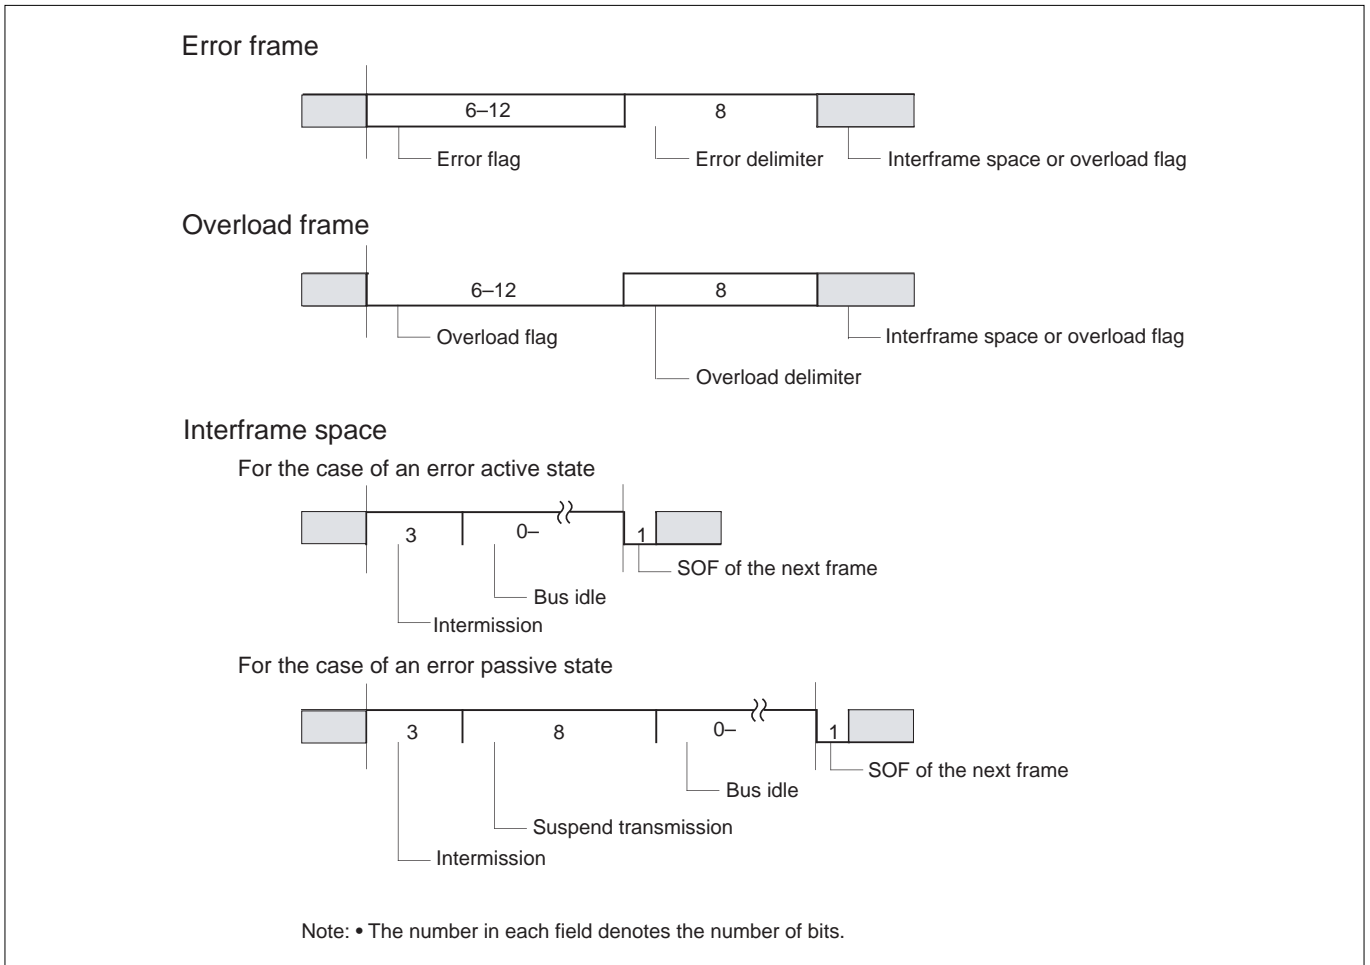 Error frame
6–12
8
Error flag
Error delimiter
Interframe space or overload flag
Overload frame
6–12
8
Overload flag
Interframe space or overload flag
Overload delimiter
Interframe space
For the case of an error active state
3
0–
1
SOF of the next frame
Bus idle
Intermission
For the case of an error passive state
3
8
0–
1
SOF of the next frame
Bus idle
Suspend transmission
Intermission
Note: • The number in each field denotes the number of bits.